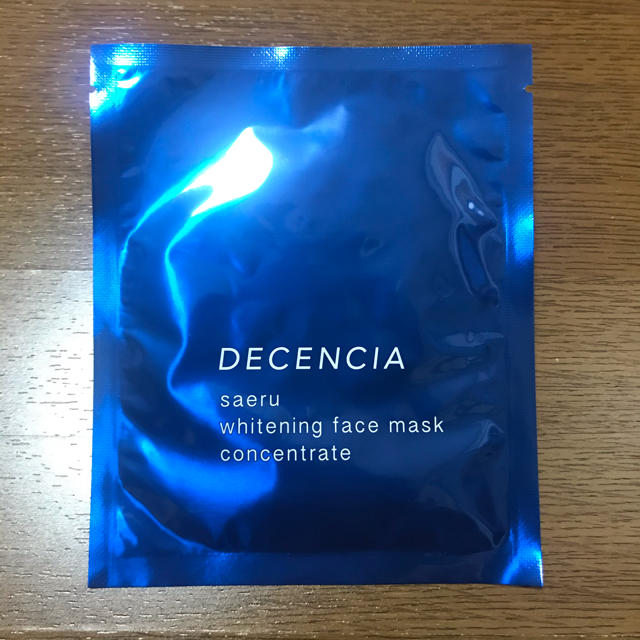 DECENCIA
saeru
whitening face mask
concentrate